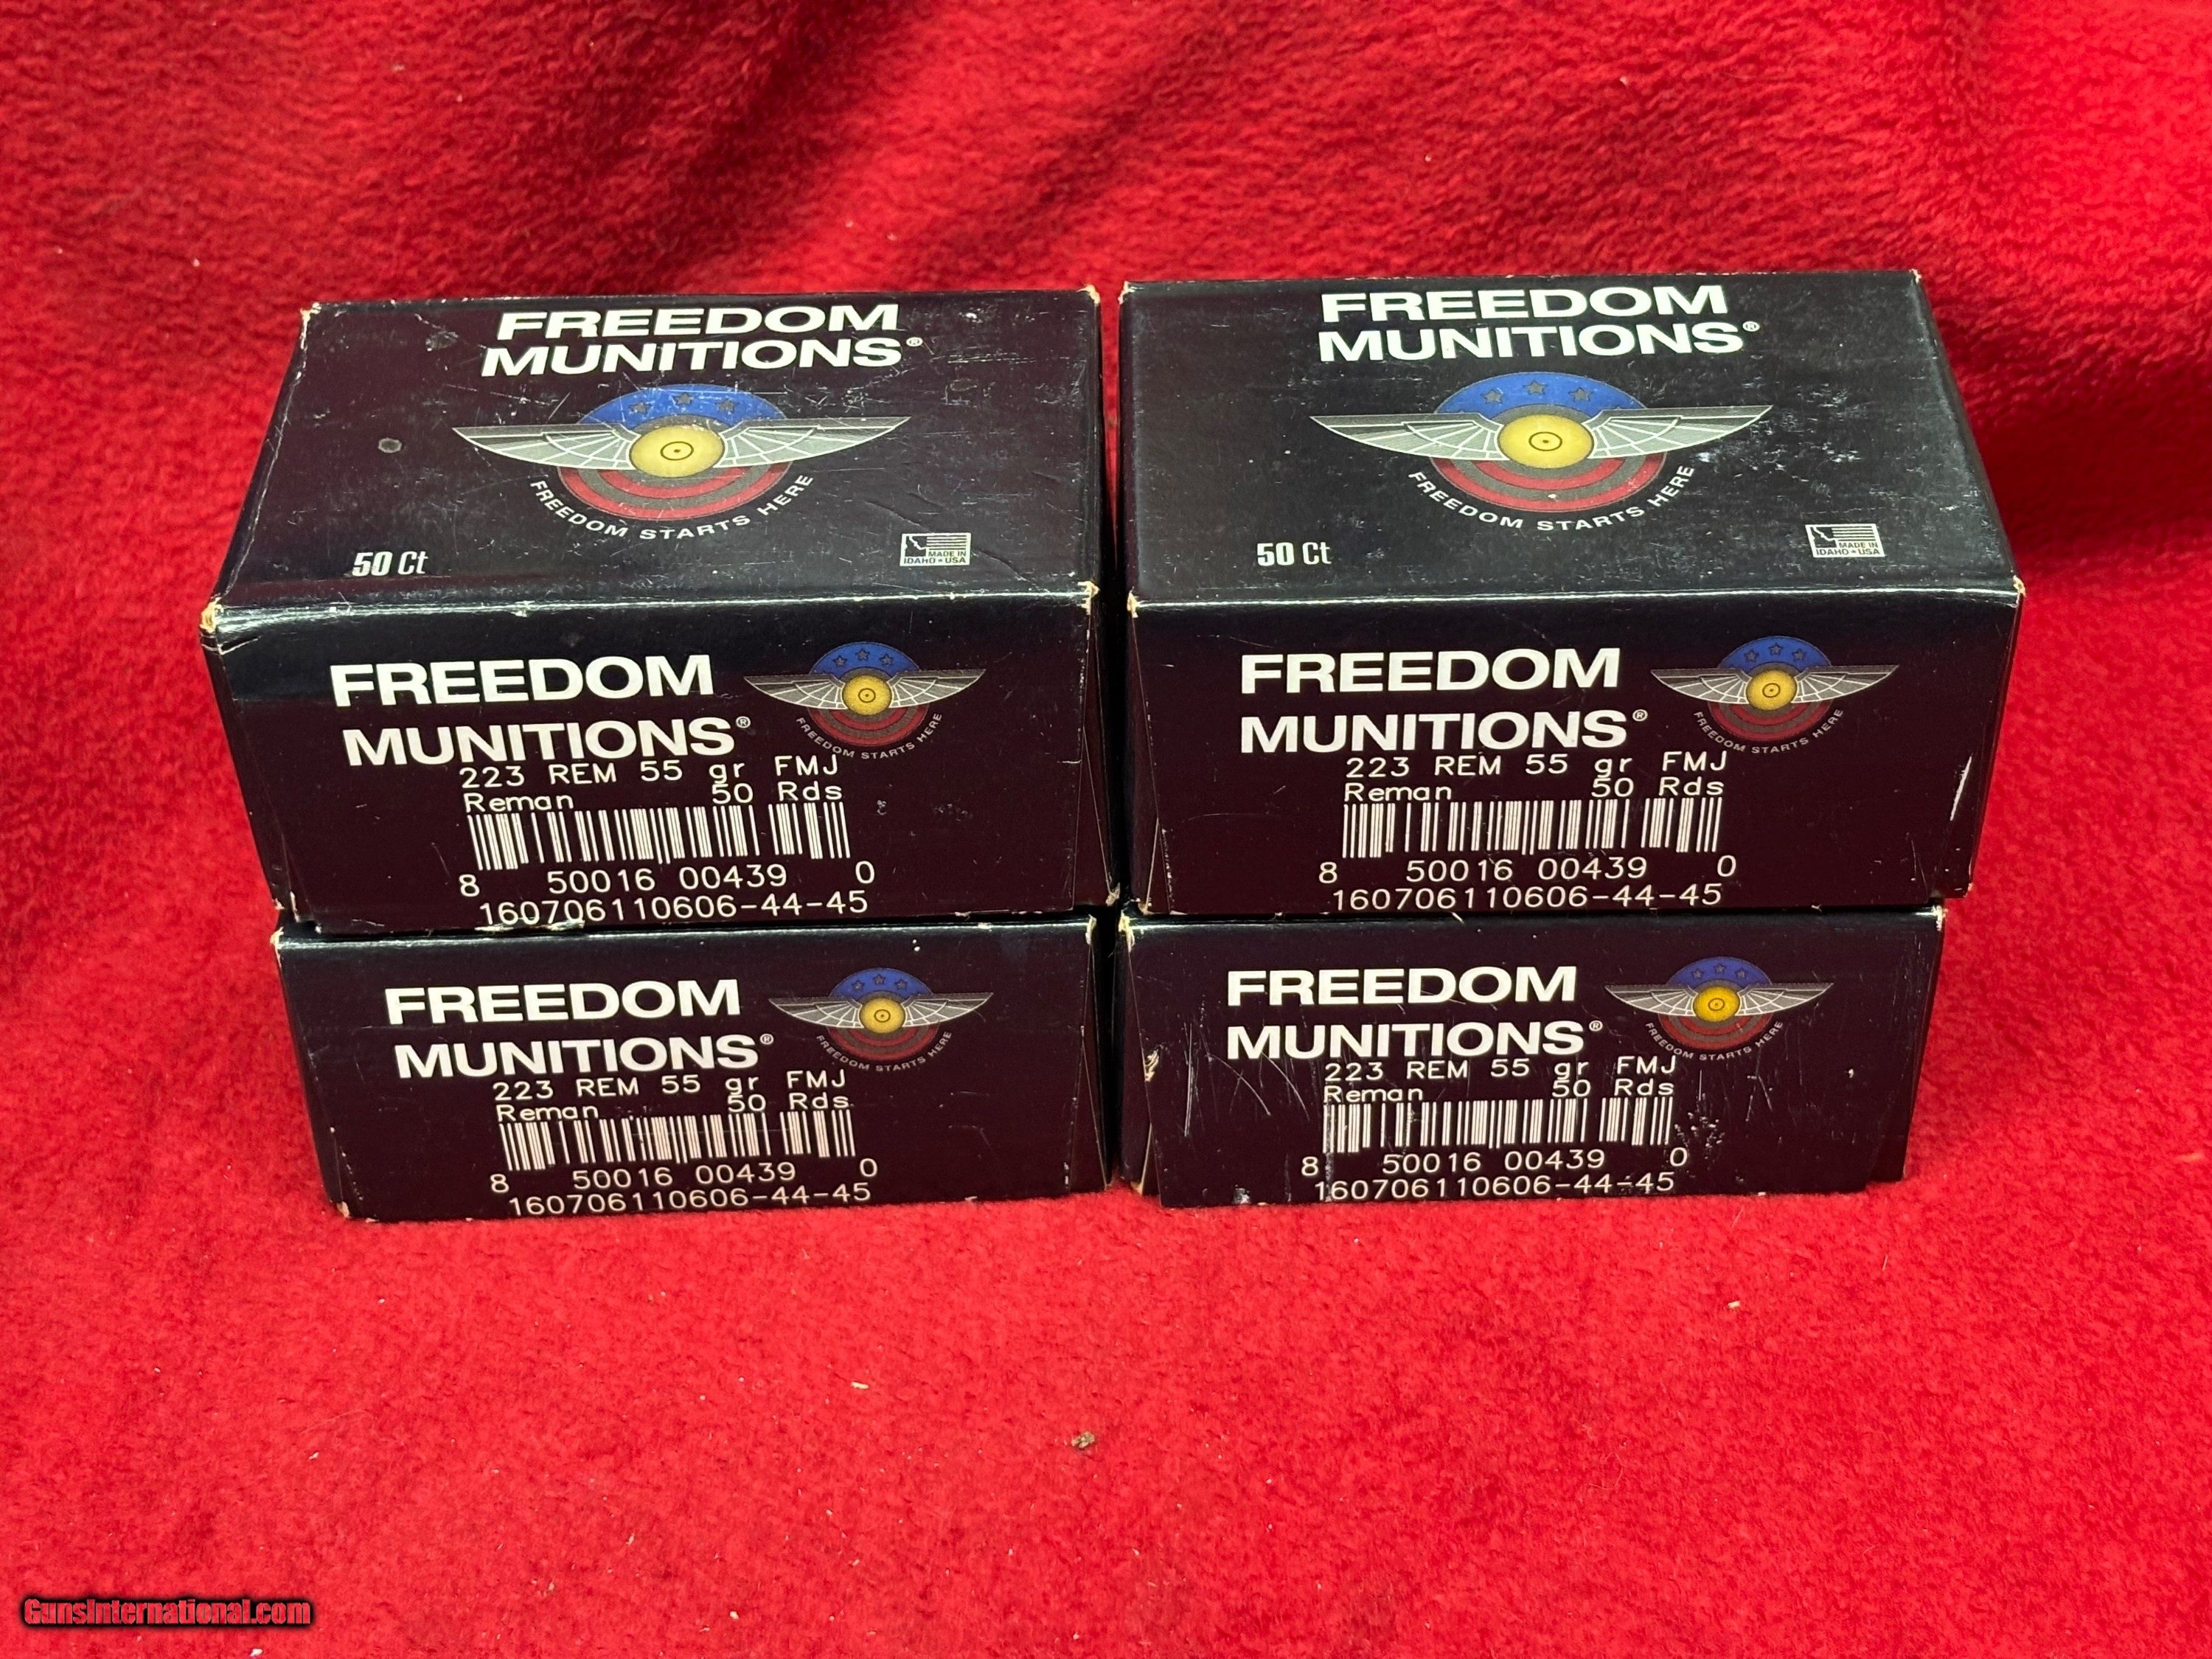 FREEDOM
MUNITIONS®
FREEDOM STARTS HERE
50 Ct
MADE IN
IDAHO ★ USA
FREEDOM
MUNITIONS®
FREEDOM STARTS HERE
223 REM 55 gr FMJ
Reman 50 Rds
8 50016 00439 0
160706110606-44-45
FREEDOM
MUNITIONS®
FREEDOM STARTS HERE
50 Ct
MADE IN
IDAHO ★ USA
FREEDOM
MUNITIONS®
FREEDOM STARTS HERE
223 REM 55 gr FMJ
Reman 50 Rds
8 50016 00439 0
160706110606-44-45
FREEDOM
MUNITIONS®
FREEDOM STARTS HERE
223 REM 55 gr FMJ
Reman 50 Rds
8 50016 00439 0
160706110606-44-45
FREEDOM
MUNITIONS®
FREEDOM STARTS HERE
223 REM 55 gr FMJ
Reman 50 Rds
8 50016 00439 0
160706110606-44-45
GunsInternational.com